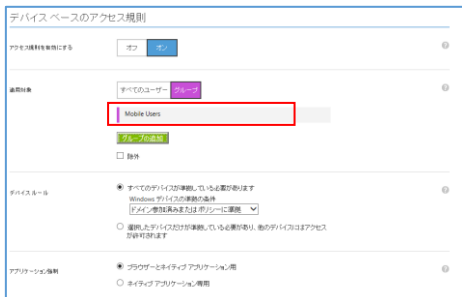 デバイス ベースのアクセス規則
アクセス規則を有効にする
オフ
オン
適用対象
すべてのユーザー
グループ
Mobile Users
グループの追加
除外
デバイス ルール
すべてのデバイスが準拠している必要があります
Windows デバイスの準拠の条件
ドメイン参加済みまたはポリシーに準拠
選択したデバイスだけが準拠している必要があり、他のデバイスはアクセス
が許可されます
アプリケーション強制
ブラウザーとネイティブ アプリケーション用
ネイティブ アプリケーション専用